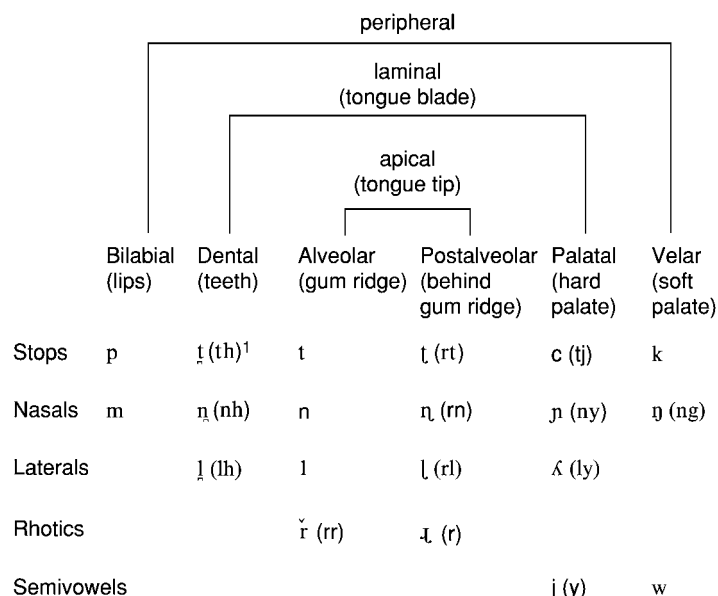 peripheral
laminal
(tongue blade)
apical
(tongue tip)
Bilabial Dental Alveolar Postalveolar Palatal Velar
(lips) (teeth) (gum ridge) (behind (hard (soft
gum ridge) palate) palate)
Stops p t̪ (th)¹ t ʈ (rt) c (tj) k
Nasals m n̪ (nh) n ɳ (rn) ɲ (ny) ŋ (ng)
Laterals l̪ (lh) l ɭ (rl) ʎ (ly)
Rhotics ř (rr) ɻ (r)
Semivowels j (y) w